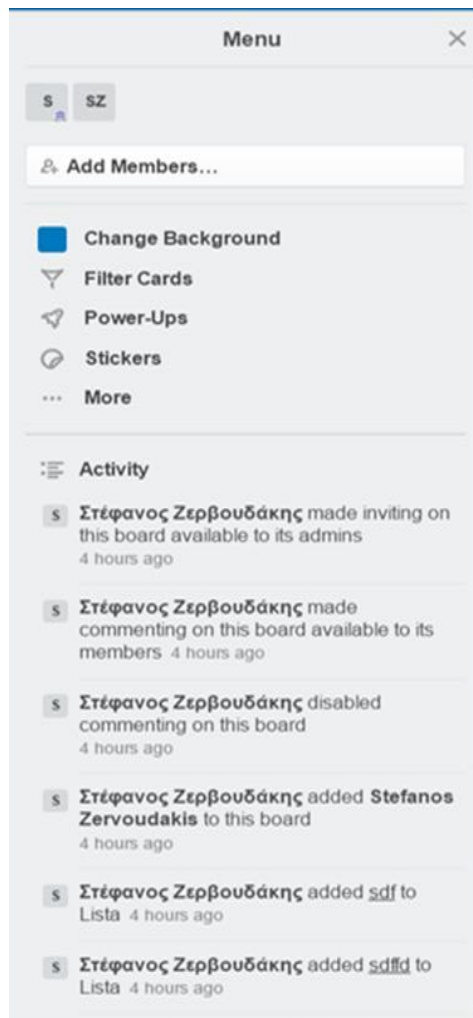 Menu
S SZ
Add Members…
Change Background
Filter Cards
Power-Ups
Stickers
More
Activity
S Στέφανος Ζερβουδάκης made inviting on
this board available to its admins
4 hours ago
S Στέφανος Ζερβουδάκης made
commenting on this board available to its
members 4 hours ago
S Στέφανος Ζερβουδάκης disabled
commenting on this board
4 hours ago
S Στέφανος Ζερβουδάκης added Stefanos
Zervoudakis to this board
4 hours ago
S Στέφανος Ζερβουδάκης added sdf to
Lista 4 hours ago
S Στέφανος Ζερβουδάκης added sdffd to
Lista 4 hours ago